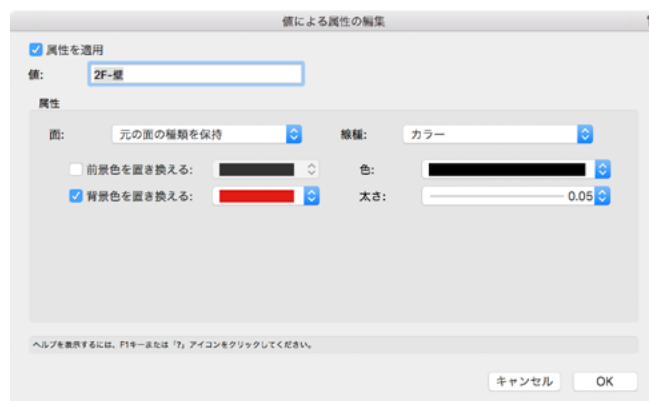 値による属性の編集
属性を適用
値: 2F-壁
属性
面: 元の面の種類を保持 線種: カラー
前景色を置き換える: 色:
背景色を置き換える: 太さ: 0.05
ヘルプを表示するには、F1キーまたは「?」アイコンをクリックしてください。
キャンセル OK